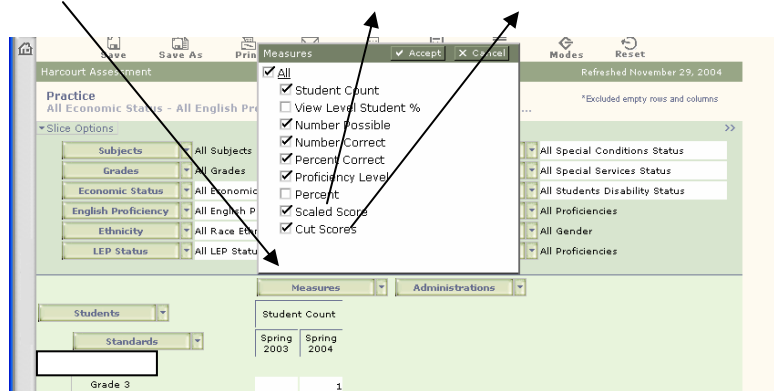 Save Save As Prin Modes Reset
Harcourt Assessment Refreshed November 29, 2004
Practice
All Economic Status - All English Pr ... *Excluded empty rows and columns
Slice Options >>
Measures Accept X Cancel
All
Student Count
View Level Student %
Number Possible
Number Correct
Percent Correct
Proficiency Level
Percent
Scaled Score
Cut Scores
Subjects All Subjects All Special Conditions Status
Grades All Grades All Special Services Status
Economic Status All Economic All Students Disability Status
English Proficiency All English P All Proficiencies
Ethnicity All Race Ethn All Gender
LEP Status All LEP Statu All Proficiencies
Measures Administrations
Students Student Count
Standards Spring 2003 Spring 2004
Grade 3 1